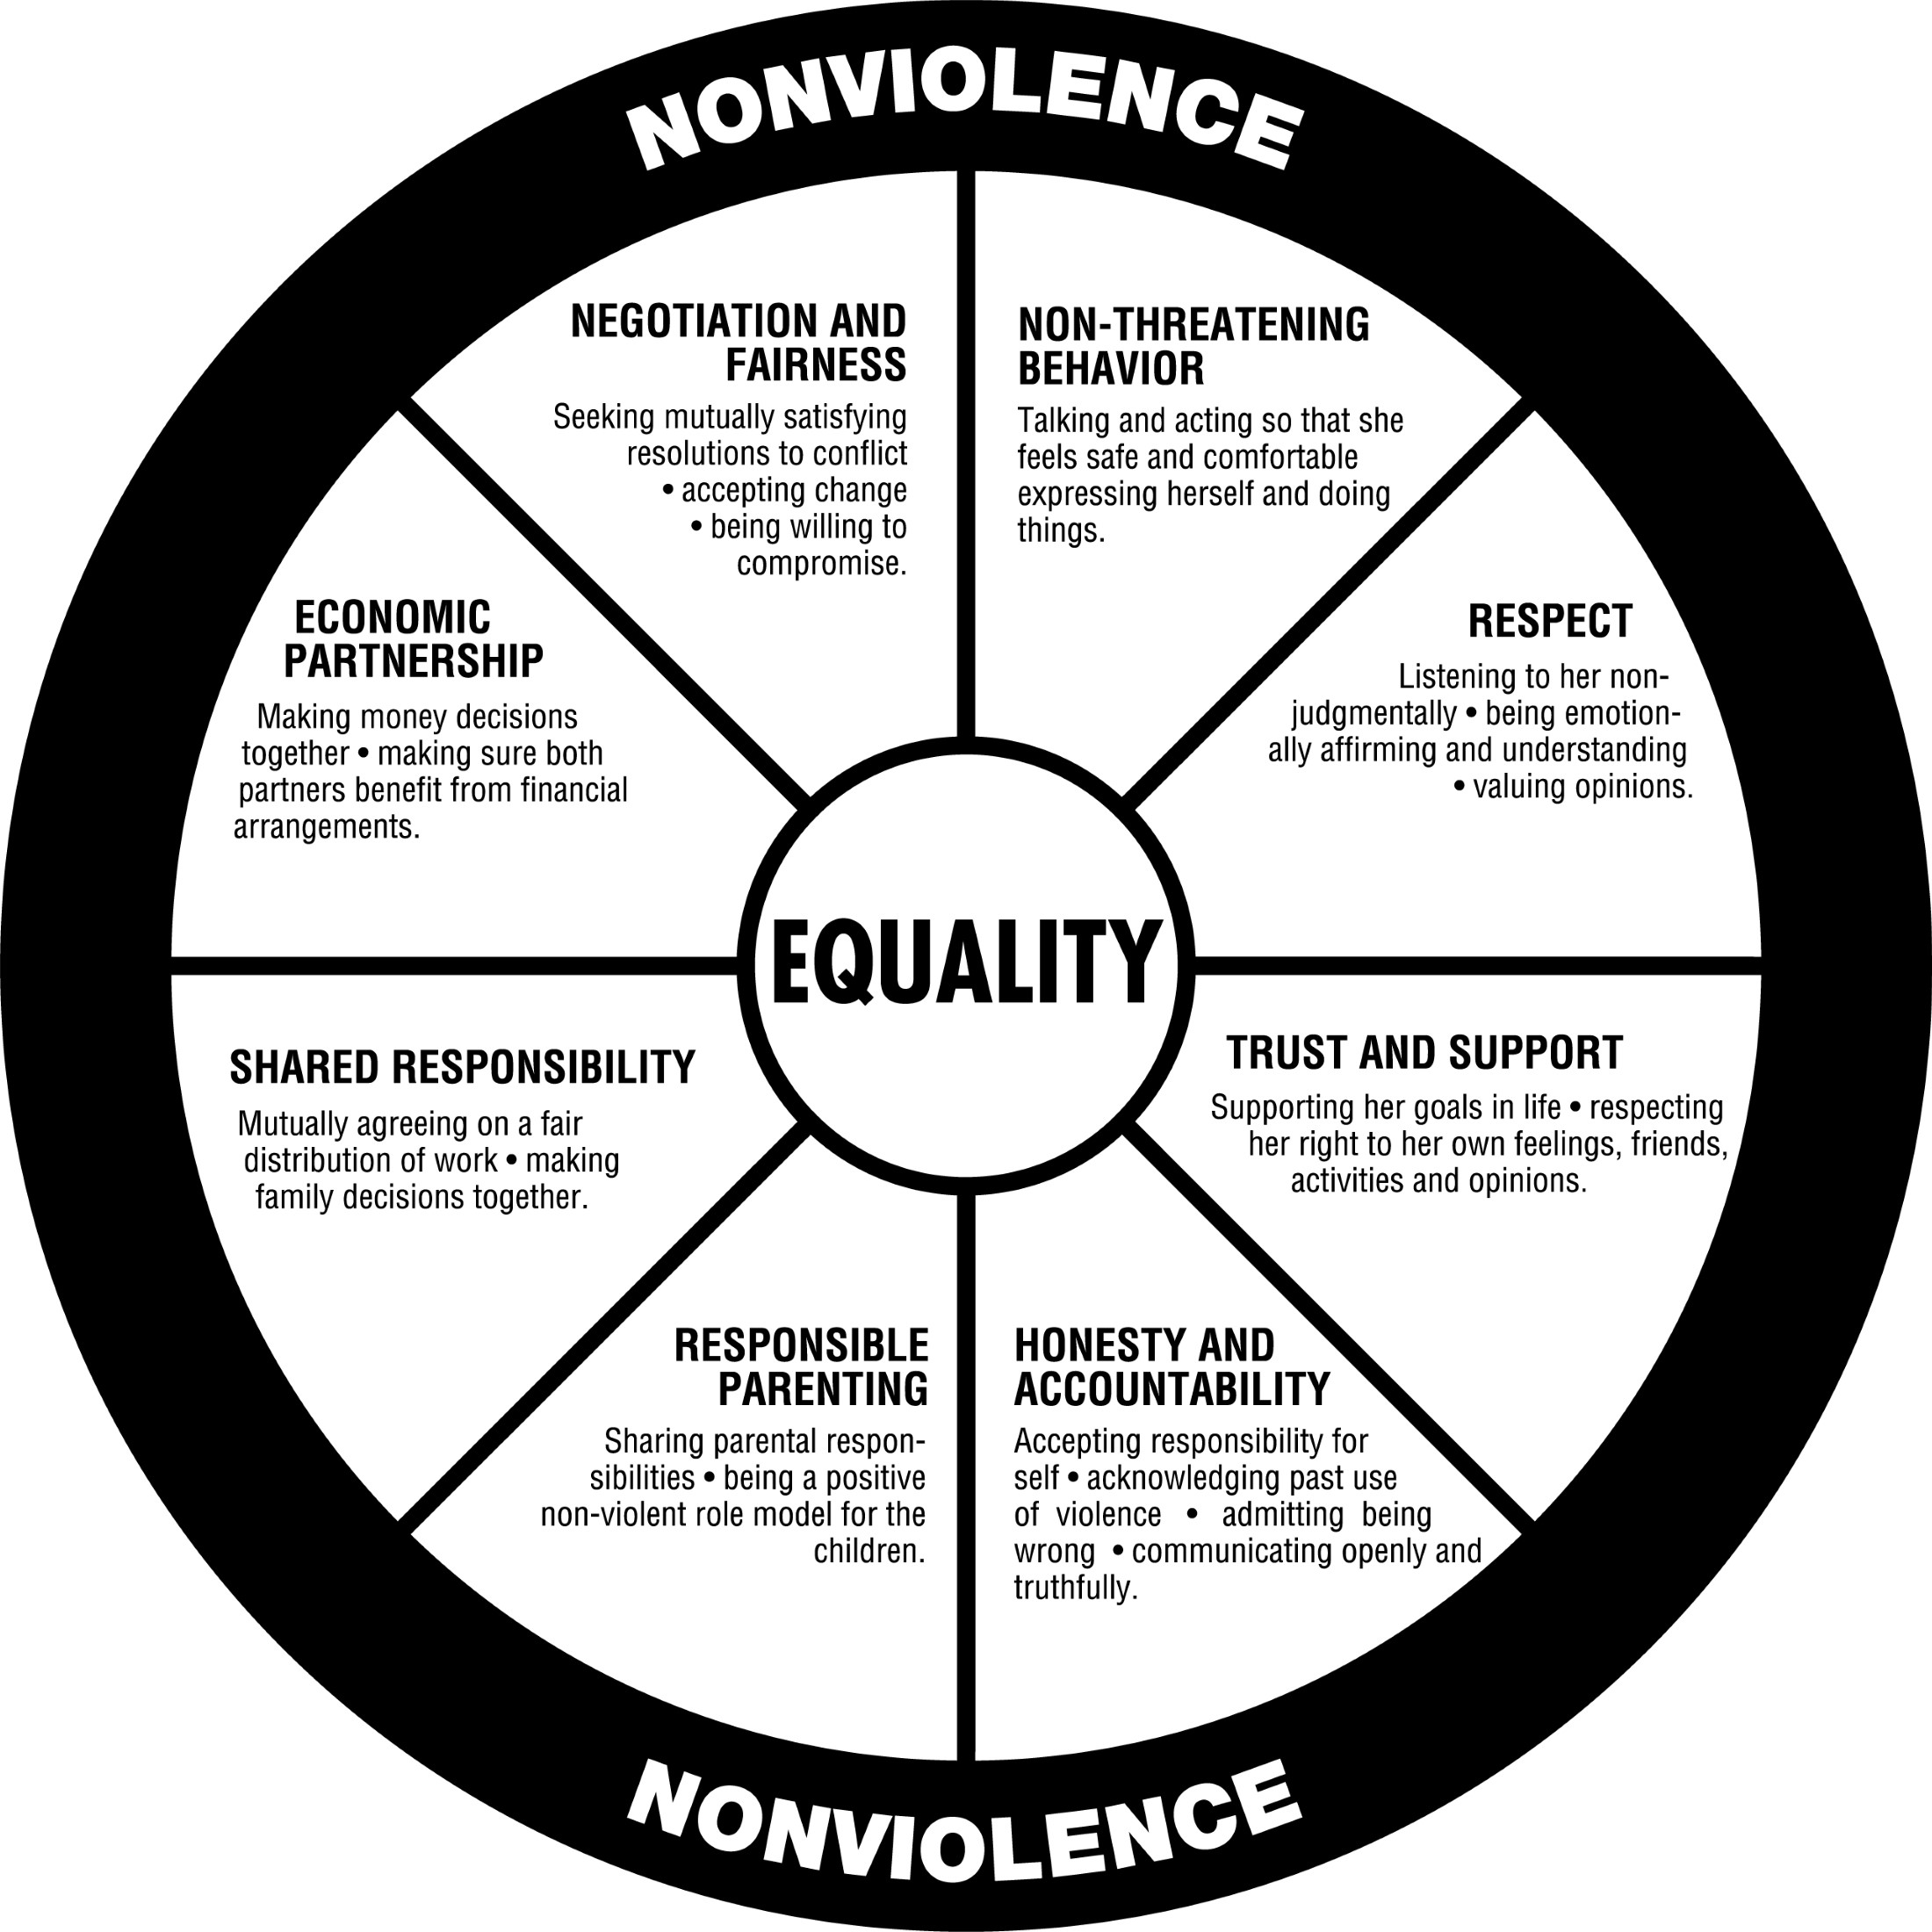 NONVIOLENCE
NEGOTIATION AND
FAIRNESS
Seeking mutually satisfying
resolutions to conflict
• accepting change
• being willing to
compromise.
NON-THREATENING
BEHAVIOR
Talking and acting so that she
feels safe and comfortable
expressing herself and doing
things.
ECONOMIC
PARTNERSHIP
Making money decisions
together • making sure both
partners benefit from financial
arrangements.
RESPECT
Listening to her non-
judgmentally • being emotion-
ally affirming and understanding
• valuing opinions.
EQUALITY
SHARED RESPONSIBILITY
Mutually agreeing on a fair
distribution of work • making
family decisions together.
TRUST AND SUPPORT
Supporting her goals in life • respecting
her right to her own feelings, friends,
activities and opinions.
RESPONSIBLE
PARENTING
Sharing parental respon-
sibilities • being a positive
non-violent role model for the
children.
HONESTY AND
ACCOUNTABILITY
Accepting responsibility for
self • acknowledging past use
of violence • admitting being
wrong • communicating openly and
truthfully.
NONVIOLENCE